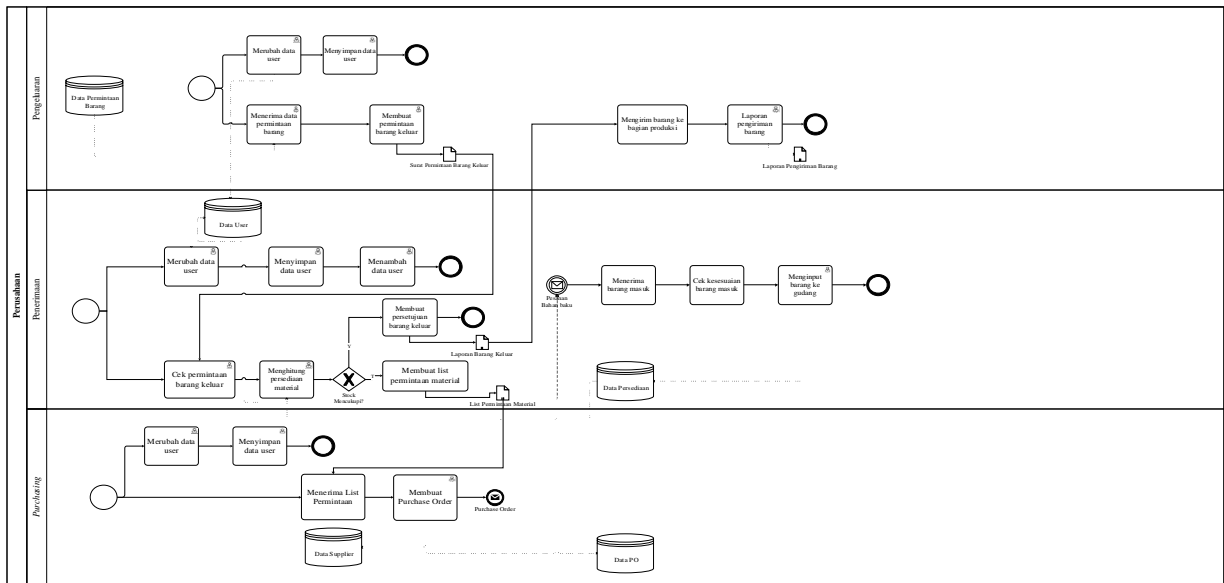 Perusahaan
Pengeluaran
Data Permintaan
Barang
Merubah data
user
Menyimpan data
user
Menerima data
permintaan
barang
Membuat
permintaan
barang keluar
Surat Permintaan Barang Keluar
Mengirim barang ke
bagian produksi
Laporan
pengiriman
barang
Laporan Pengiriman Barang
Penerimaan
Data User
Merubah data
user
Menyimpan
data user
Menambah
data user
Cek permintaan
barang keluar
Menghitung
persediaan
material
Stock
Mencukupi?
Y
Membuat
persetujuan
barang keluar
Laporan Barang Keluar
Membuat list
permintaan material
List Permintaan Material
Bahan baku
Menerima
barang masuk
Cek kesesuaian
barang masuk
Menginput
barang ke
gudang
Data Persediaan
Purchasing
Merubah data
user
Menyimpan
data user
Menerima List
Permintaan
Membuat
Purchase Order
Purchase Order
Data Supplier
Data PO